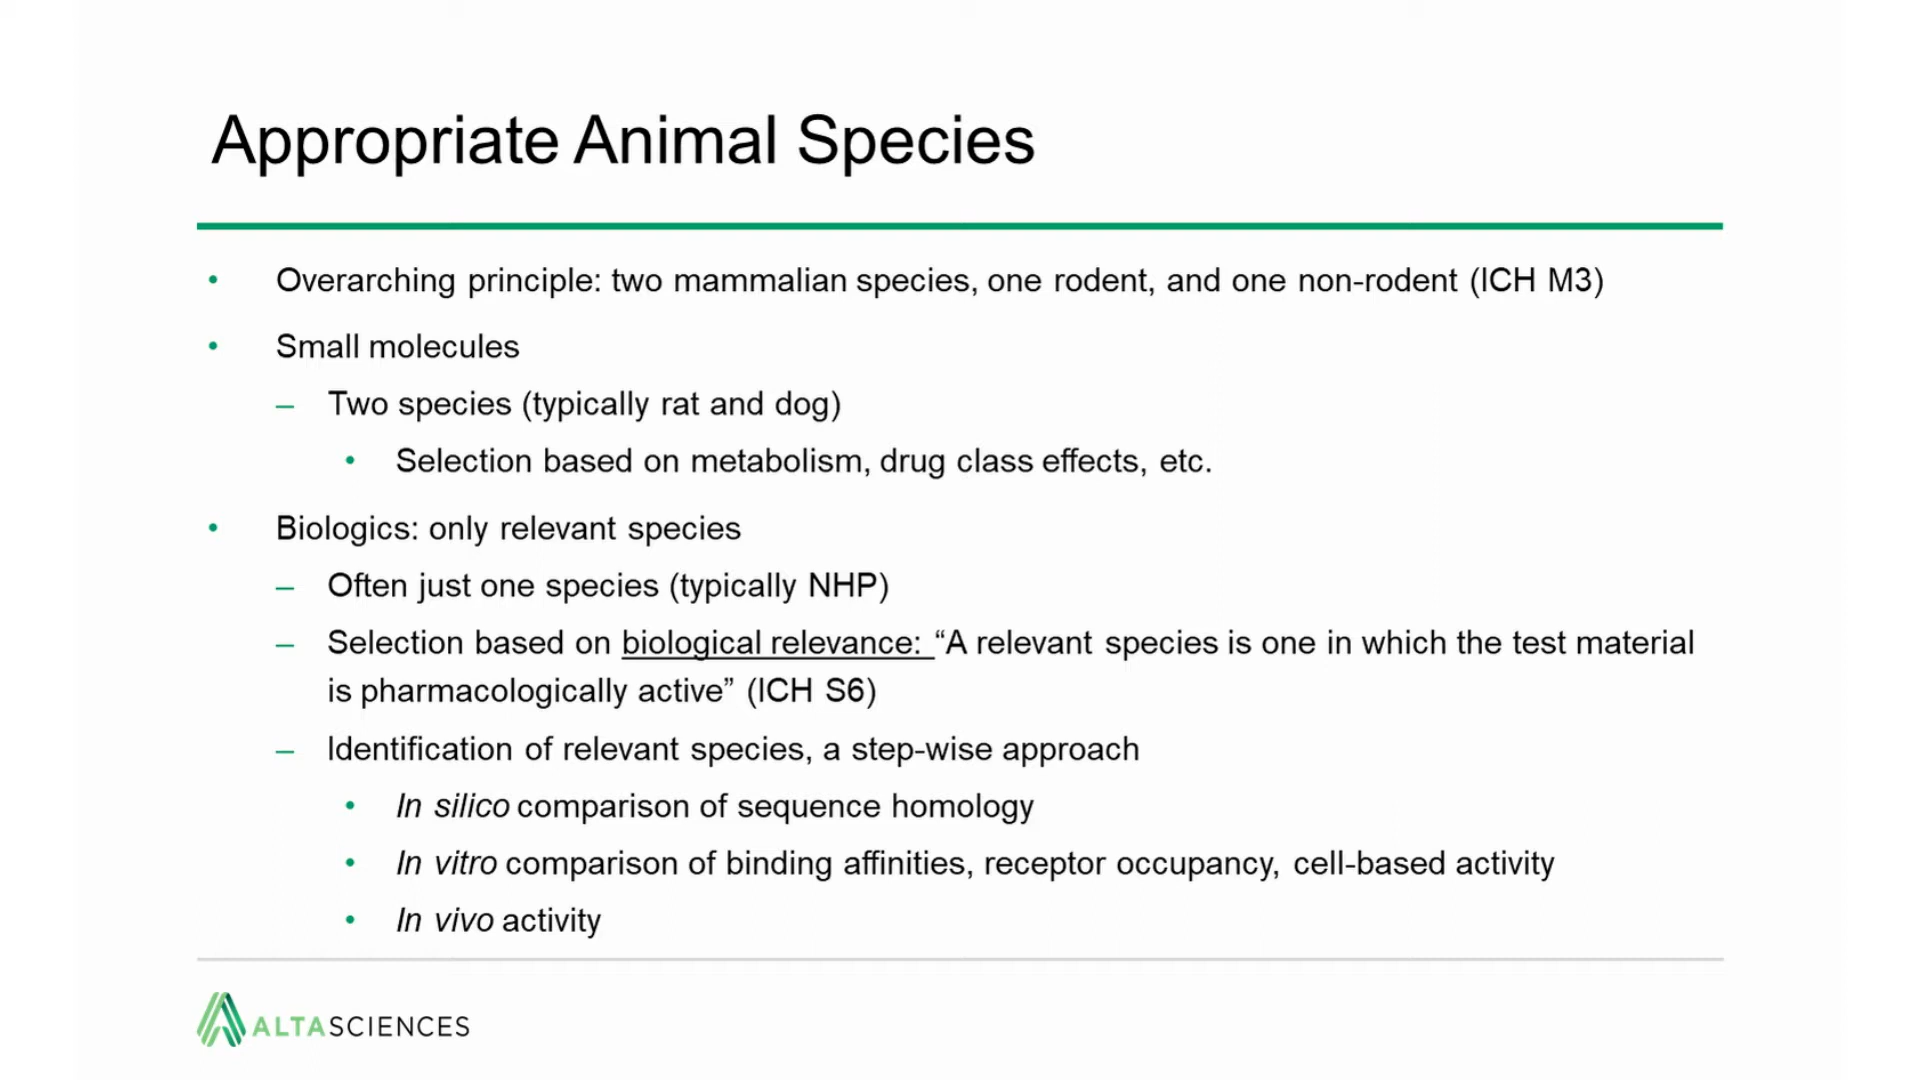 Appropriate Animal Species
• Overarching principle: two mammalian species, one rodent, and one non-rodent (ICH M3)
• Small molecules
– Two species (typically rat and dog)
• Selection based on metabolism, drug class effects, etc.
• Biologics: only relevant species
– Often just one species (typically NHP)
– Selection based on biological relevance: “A relevant species is one in which the test material
is pharmacologically active” (ICH S6)
– Identification of relevant species, a step-wise approach
• In silico comparison of sequence homology
• In vitro comparison of binding affinities, receptor occupancy, cell-based activity
• In vivo activity
ALTASCIENCES